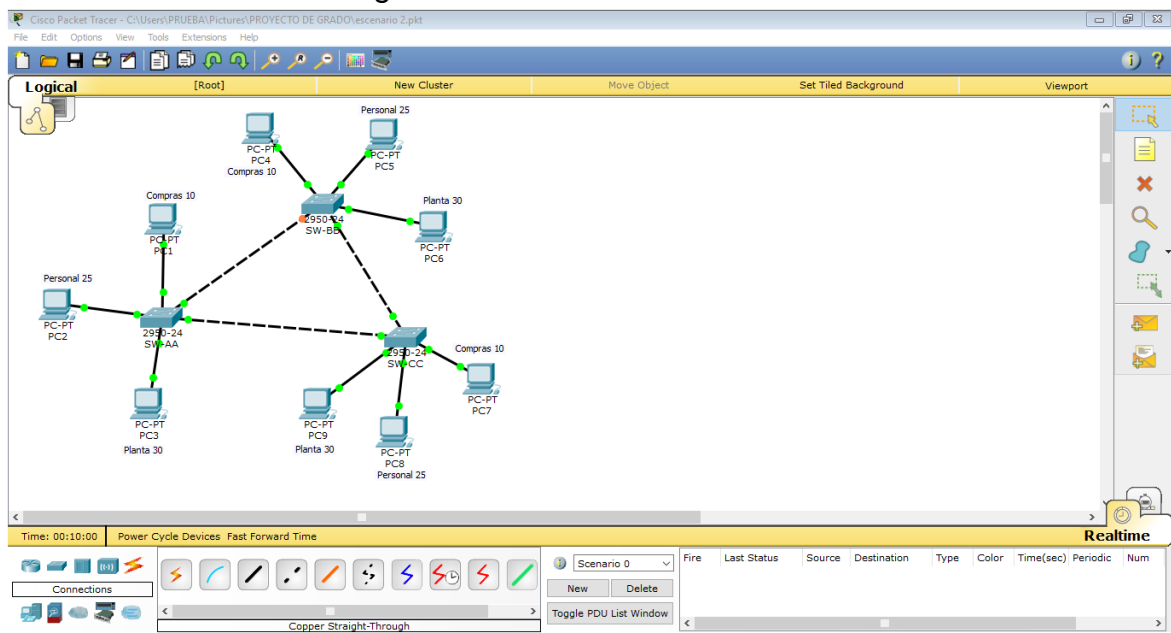 Cisco Packet Tracer - C:\Users\PRUEBA\Pictures\PROYECTO DE GRADO\escenario 2.pkt
File Edit Options View Tools Extensions Help
Logical [Root] New Cluster Move Object Set Tiled Background Viewport
Personal 25
PC-PT
PC4
Compras 10
PC-PT
PC5
Compras 10
PC-PT
PC1
2950-24
SW-BB
Planta 30
PC-PT
PC6
Personal 25
PC-PT
PC2
2950-24
SW-AA
2950-24
SW-CC
Compras 10
PC-PT
PC7
PC-PT
PC3
Planta 30
PC-PT
PC9
Planta 30
PC-PT
PC8
Personal 25
Time: 00:10:00 Power Cycle Devices Fast Forward Time Realtime
Connections
Copper Straight-Through
Scenario 0
New Delete
Toggle PDU List Window
Fire Last Status Source Destination Type Color Time(sec) Periodic Num